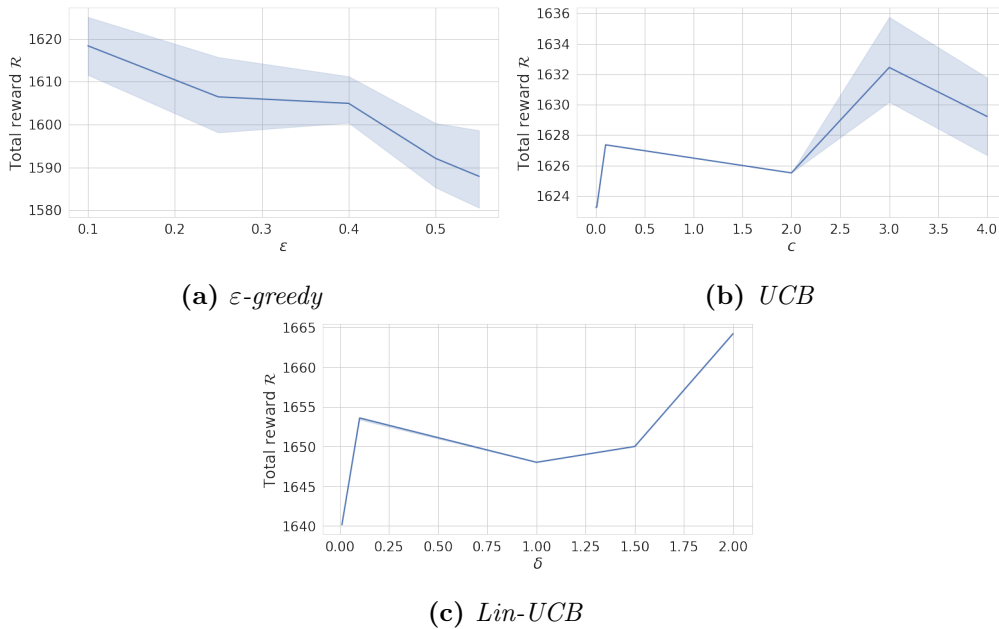 Total reward R
1620
1610
1600
1590
1580
0.1 0.2 0.3 0.4 0.5
ε
(a) ε-greedy
Total reward R
1636
1634
1632
1630
1628
1626
1624
0.0 0.5 1.0 1.5 2.0 2.5 3.0 3.5 4.0
c
(b) UCB
Total reward R
1665
1660
1655
1650
1645
1640
0.00 0.25 0.50 0.75 1.00 1.25 1.50 1.75 2.00
δ
(c) Lin-UCB